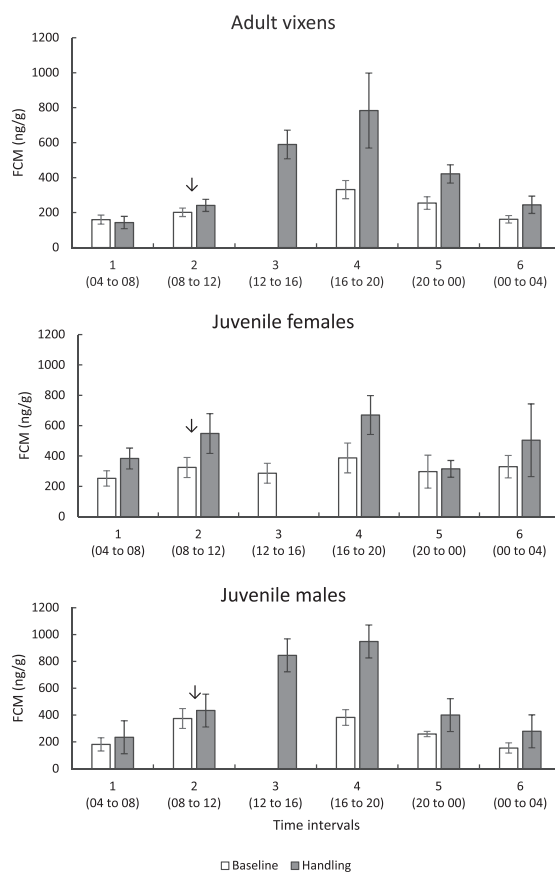 Adult vixens
1200
1000
800
600
400
200
0
FCM (ng/g)
1 2 3 4 5 6
(04 to 08) (08 to 12) (12 to 16) (16 to 20) (20 to 00) (00 to 04)
Juvenile females
1200
1000
800
600
400
200
0
FCM (ng/g)
1 2 3 4 5 6
(04 to 08) (08 to 12) (12 to 16) (16 to 20) (20 to 00) (00 to 04)
Juvenile males
1200
1000
800
600
400
200
0
FCM (ng/g)
1 2 3 4 5 6
(04 to 08) (08 to 12) (12 to 16) (16 to 20) (20 to 00) (00 to 04)
Time intervals
Baseline Handling